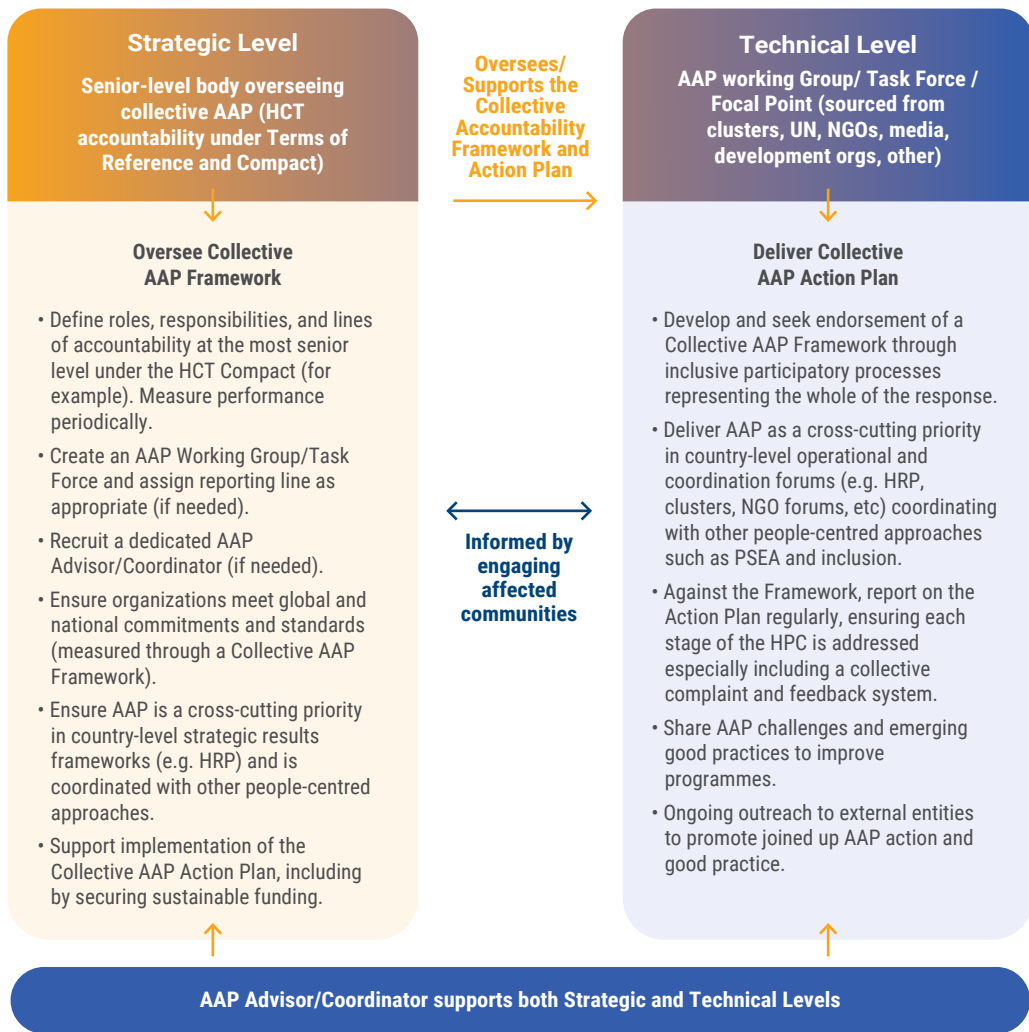 Strategic Level
Senior-level body overseeing
collective AAP (HCT
accountability under Terms of
Reference and Compact)
Oversees/
Supports the
Collective
Accountability
Framework and
Action Plan
Technical Level
AAP working Group/ Task Force /
Focal Point (sourced from
clusters, UN, NGOs, media,
development orgs, other)
Oversee Collective
AAP Framework
• Define roles, responsibilities, and lines
of accountability at the most senior
level under the HCT Compact (for
example). Measure performance
periodically.
• Create an AAP Working Group/Task
Force and assign reporting line as
appropriate (if needed).
• Recruit a dedicated AAP
Advisor/Coordinator (if needed).
• Ensure organizations meet global and
national commitments and standards
(measured through a Collective AAP
Framework).
• Ensure AAP is a cross-cutting priority
in country-level strategic results
frameworks (e.g. HRP) and is
coordinated with other people-centred
approaches.
• Support implementation of the
Collective AAP Action Plan, including
by securing sustainable funding.
Informed by
engaging
affected
communities
Deliver Collective
AAP Action Plan
• Develop and seek endorsement of a
Collective AAP Framework through
inclusive participatory processes
representing the whole of the response.
• Deliver AAP as a cross-cutting priority
in country-level operational and
coordination forums (e.g. HRP,
clusters, NGO forums, etc) coordinating
with other people-centred approaches
such as PSEA and inclusion.
• Against the Framework, report on the
Action Plan regularly, ensuring each
stage of the HPC is addressed
especially including a collective
complaint and feedback system.
• Share AAP challenges and emerging
good practices to improve
programmes.
• Ongoing outreach to external entities
to promote joined up AAP action and
good practice.
AAP Advisor/Coordinator supports both Strategic and Technical Levels